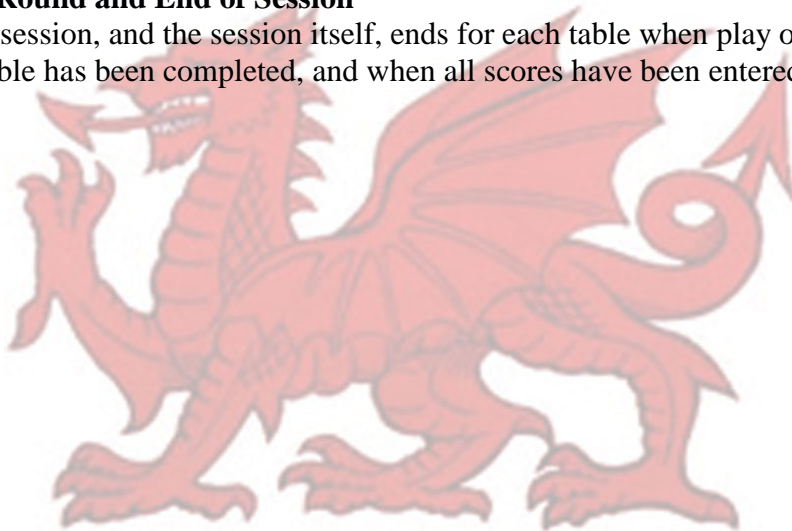 Round and End of Session
session, and the session itself, ends for each table when play o
ble has been completed, and when all scores have been entered